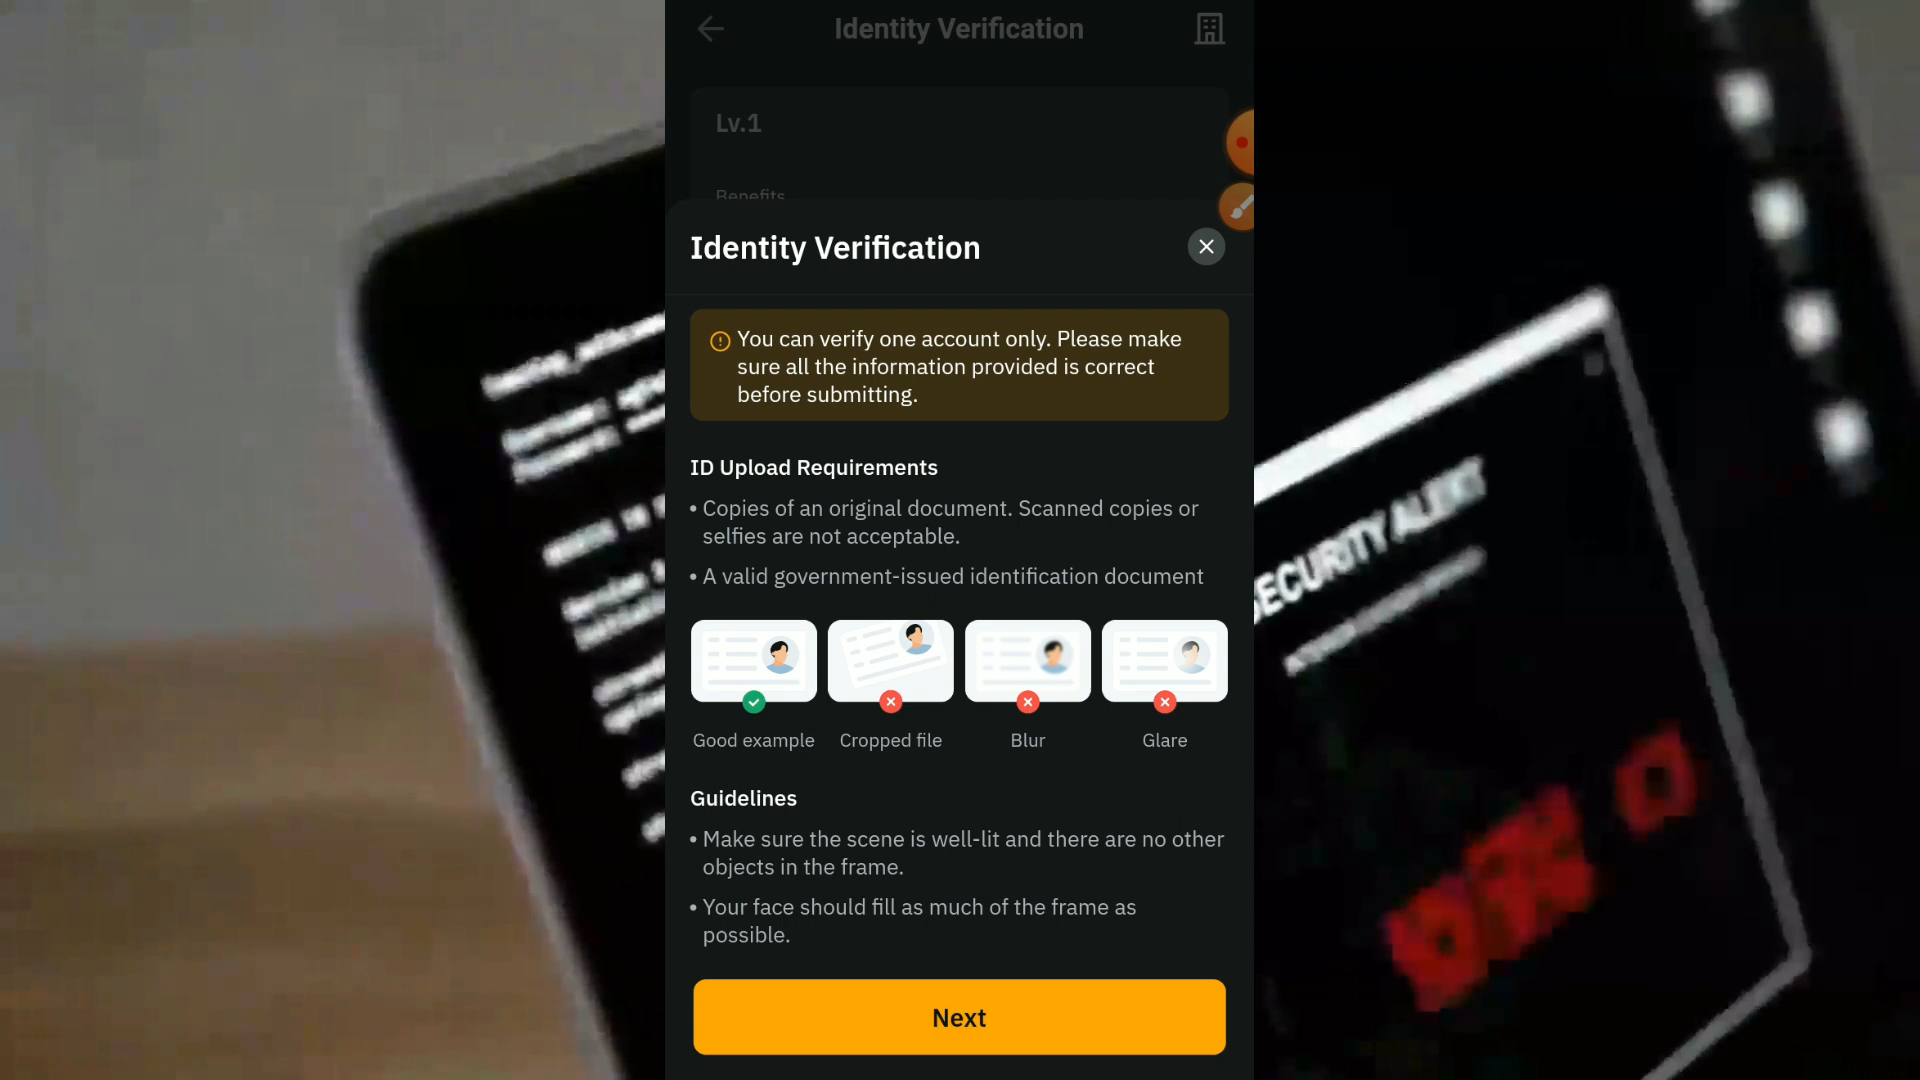 Identity Verification
Lv.1
Benefits
Identity Verification
You can verify one account only. Please make
sure all the information provided is correct
before submitting.
ID Upload Requirements
• Copies of an original document. Scanned copies or
selfies are not acceptable.
• A valid government-issued identification document
Good example
Cropped file
Blur
Glare
Guidelines
• Make sure the scene is well-lit and there are no other
objects in the frame.
• Your face should fill as much of the frame as
possible.
Next
SECURITY ALERT